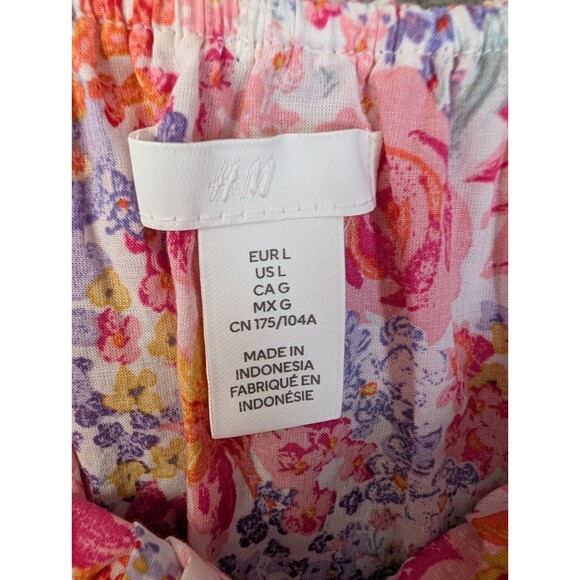 H&M
EUR L
US L
CA G
MX G
CN 175/104A
MADE IN
INDONESIA
FABRIQUÉ EN
INDONÉSIE